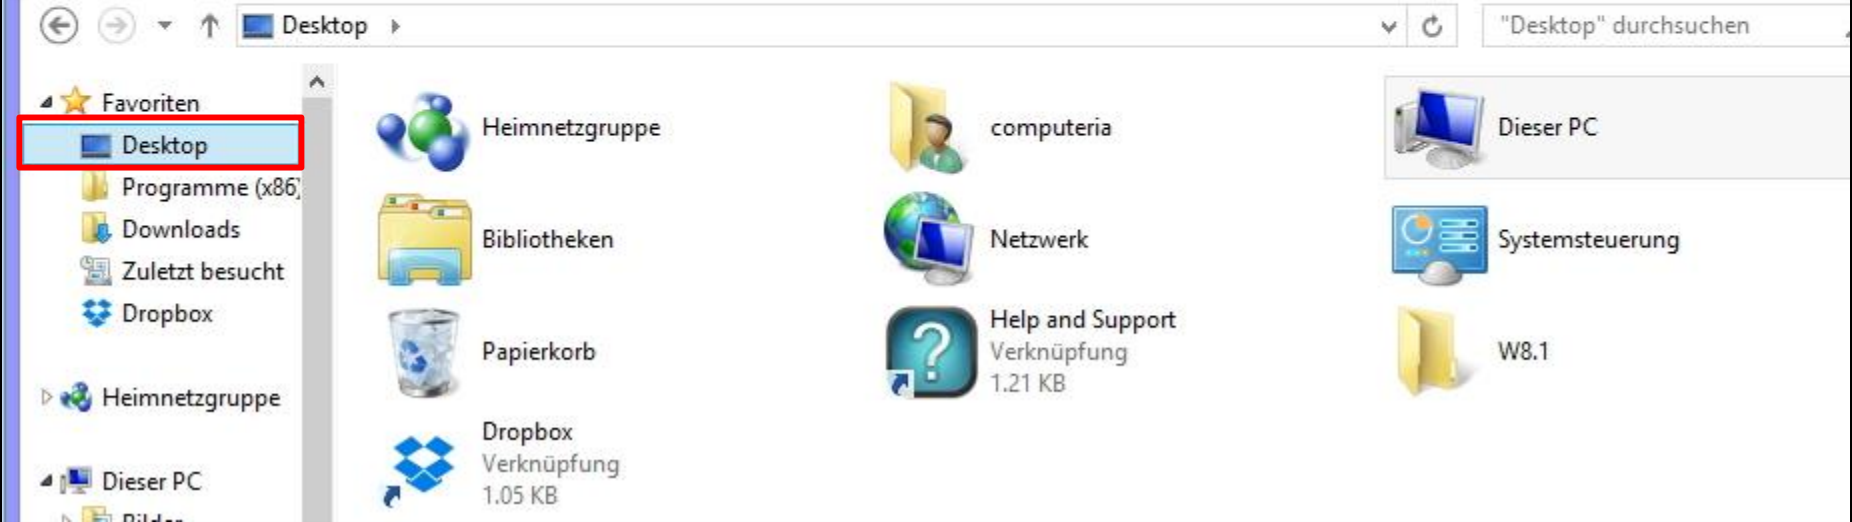 Desktop
"Desktop" durchsuchen
Favoriten
Desktop
Programme (x86)
Downloads
Zuletzt besucht
Dropbox
Heimnetzgruppe
Dieser PC
Bilder
Heimnetzgruppe
computeria
Dieser PC
Bibliotheken
Netzwerk
Systemsteuerung
Papierkorb
Help and Support
Verknüpfung
1.21 KB
W8.1
Dropbox
Verknüpfung
1.05 KB